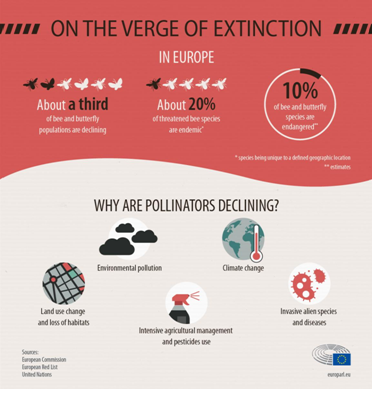 ON THE VERGE OF EXTINCTION
IN EUROPE
About a third
of bee and butterfly
populations are declining
About 20%
of threatened bee species
are endemic*
10%
of bee and butterfly
species are
endangered**
* species being unique to a defined geographic location
** estimates
WHY ARE POLLINATORS DECLINING?
Environmental pollution
Climate change
Land use change
and loss of habitats
Intensive agricultural management
and pesticides use
Invasive alien species
and diseases
Sources:
European Commission
European Red List
United Nations
europarl.eu